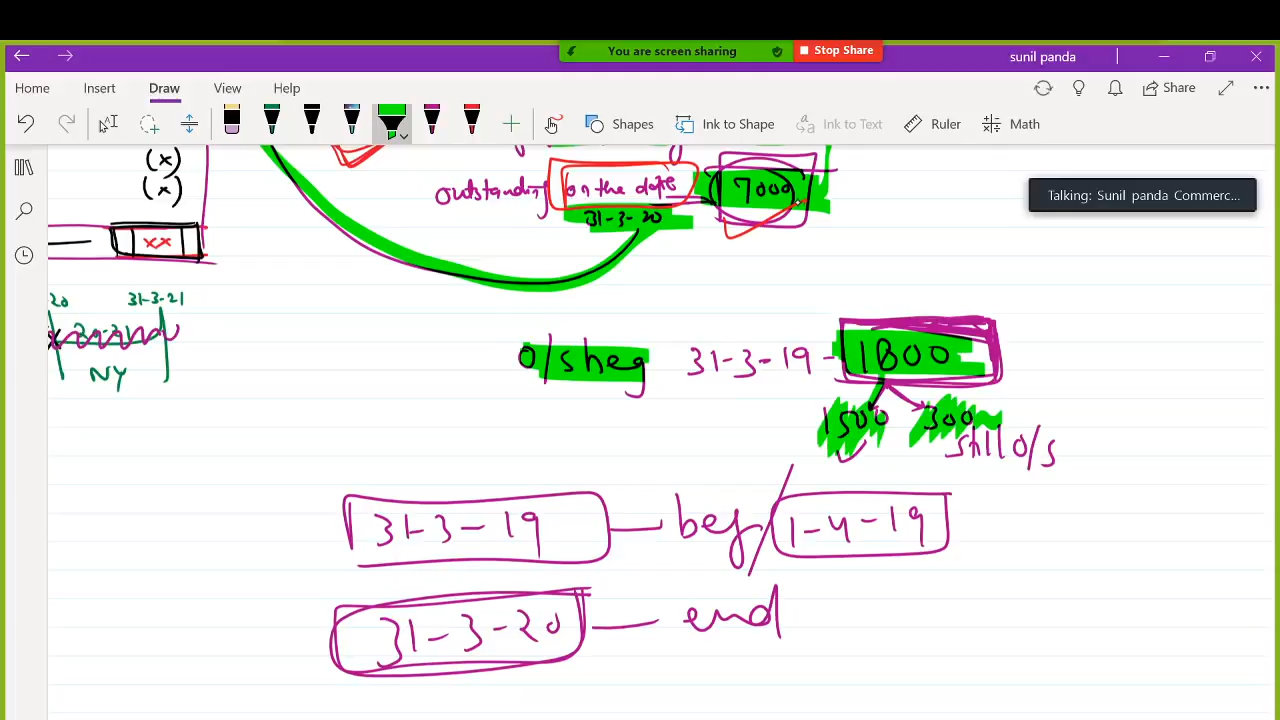 You are screen sharing
Stop Share
sunil panda
Home Insert Draw View Help
Share
Shapes
Ink to Shape
Ink to Text
Ruler
Math
Talking: Sunil panda Commerc...
(x)
(x)
xx
outstanding on the date 7000
31-3-20
20 31-3-21
20-21
NY
o/s beg 31-3-19 - 1800
1500 300
still o/s
31-3-19 — beg / 1-4-19
31-3-20 — end